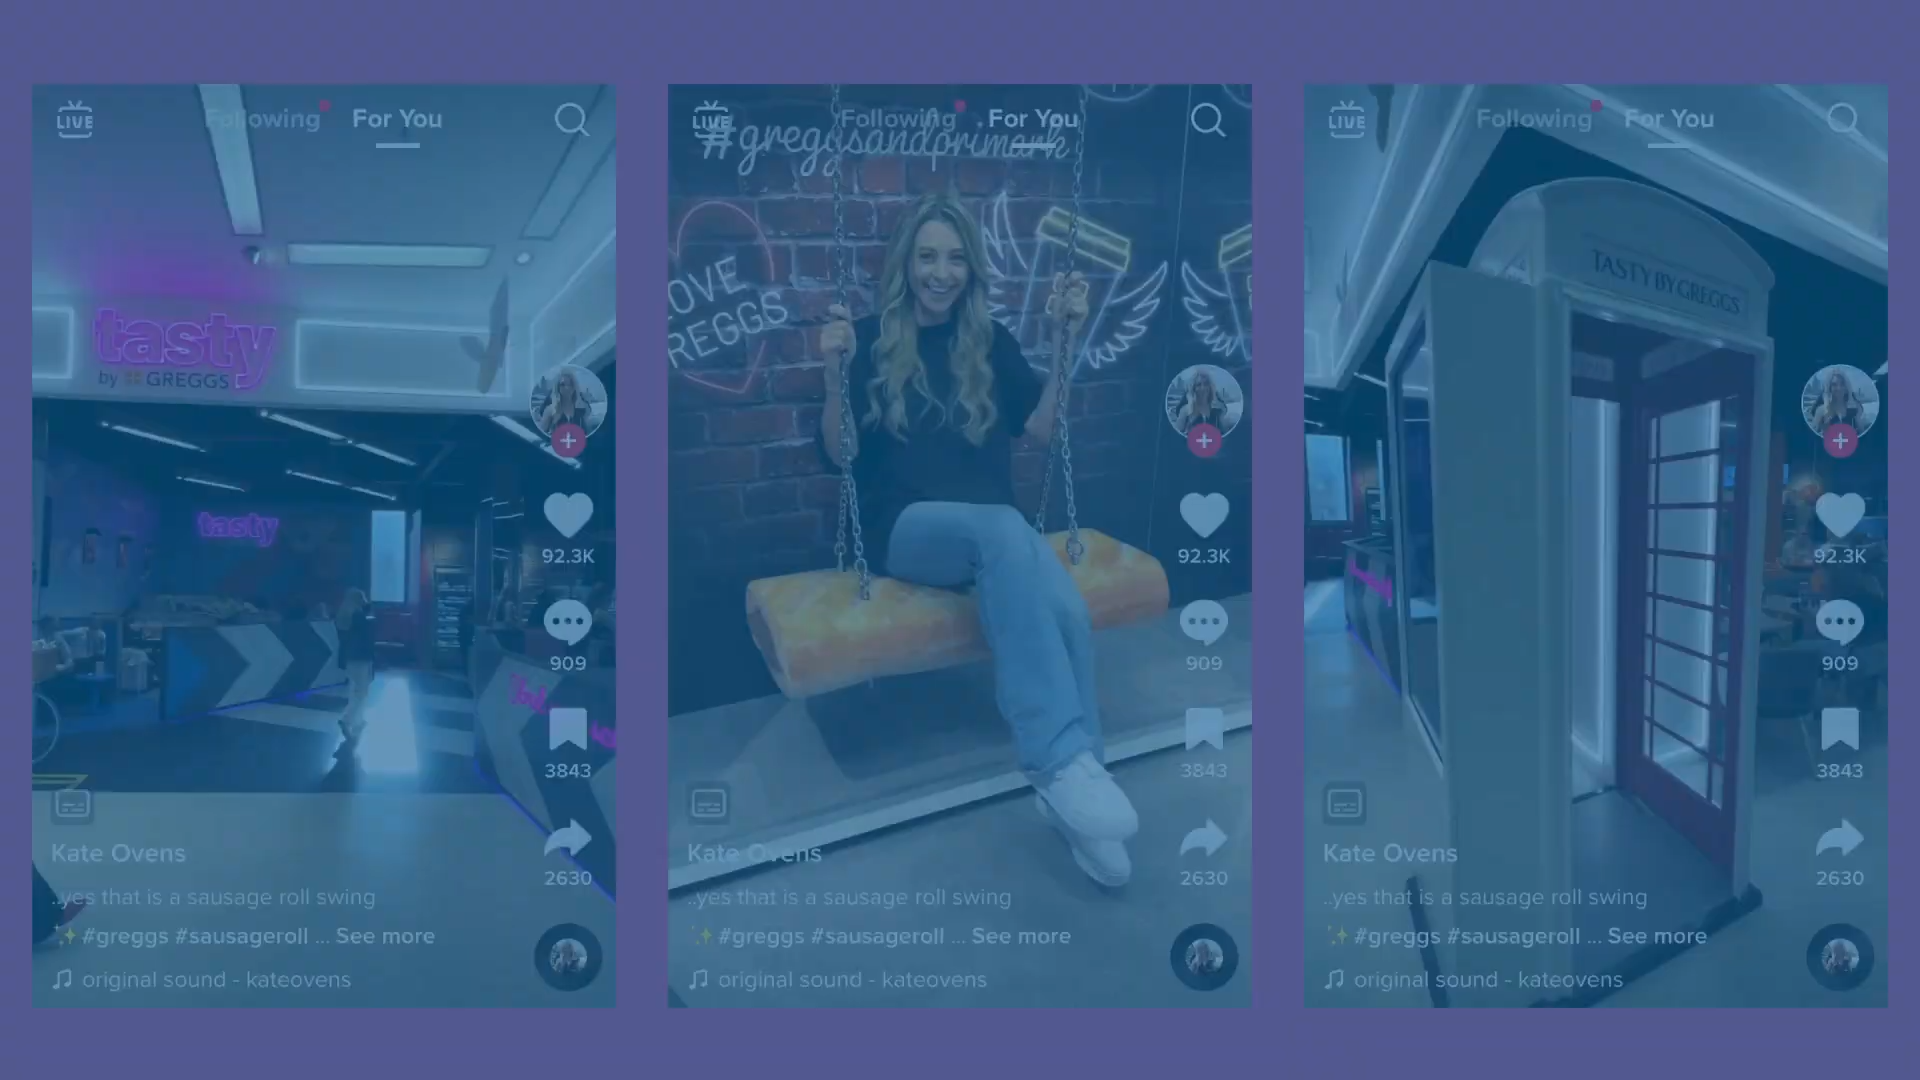 LIVE
Following
For You
tasty
by GREGGS
tasty
92.3K
909
3843
Kate Ovens
2630
..yes that is a sausage roll swing
✨#greggs #sausageroll ... See more
original sound - kateovens
LIVE
Following
For You
#greggsandprimark
LOVE
GREGGS
92.3K
909
3843
Kate Ovens
2630
..yes that is a sausage roll swing
✨#greggs #sausageroll ... See more
original sound - kateovens
LIVE
Following
For You
TASTY BY GREGGS
92.3K
909
3843
Kate Ovens
2630
..yes that is a sausage roll swing
✨#greggs #sausageroll ... See more
original sound - kateovens